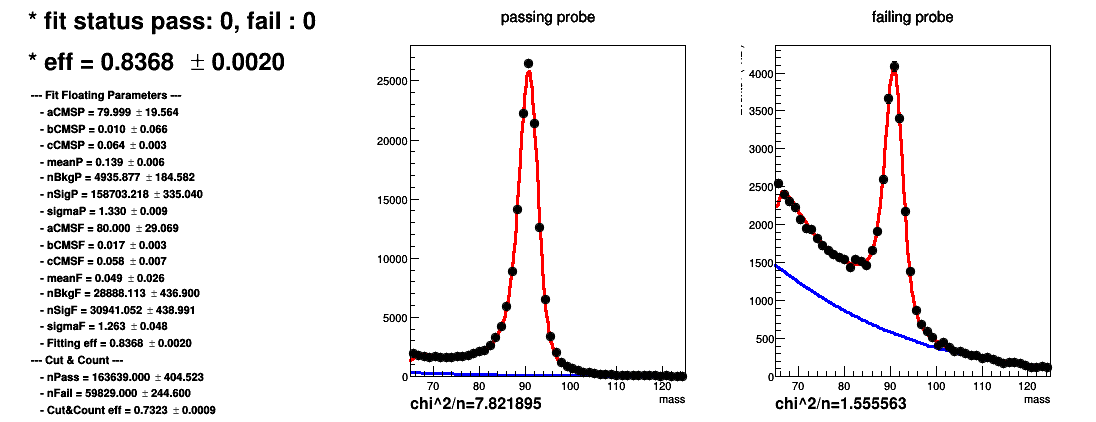 * fit status pass: 0, fail : 0
* eff = 0.8368 ± 0.0020
--- Fit Floating Parameters ---
- aCMSP = 79.999 ± 19.564
- bCMSP = 0.010 ± 0.066
- cCMSP = 0.064 ± 0.003
- meanP = 0.139 ± 0.006
- nBkgP = 4935.877 ± 184.582
- nSigP = 158703.218 ± 335.040
- sigmaP = 1.330 ± 0.009
- aCMSF = 80.000 ± 29.069
- bCMSF = 0.017 ± 0.003
- cCMSF = 0.058 ± 0.007
- meanF = 0.049 ± 0.026
- nBkgF = 28888.113 ± 436.900
- nSigF = 30941.052 ± 438.991
- sigmaF = 1.263 ± 0.048
- Fitting eff = 0.8368 ± 0.0020
--- Cut & Count ---
- nPass = 163639.000 ± 404.523
- nFail = 59829.000 ± 244.600
- Cut&Count eff = 0.7323 ± 0.0009
passing probe
25000
20000
15000
10000
5000
0
70 80 90 100 110 120
mass
chi^2/n=7.821895
failing probe
4000
3500
3000
2500
2000
1500
1000
500
0
70 80 90 100 110 120
mass
chi^2/n=1.555563